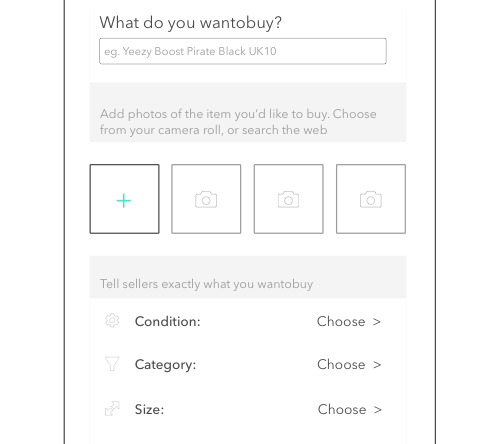 What do you wantobuy?
eg. Yeezy Boost Pirate Black UK10
Add photos of the item you'd like to buy. Choose
from your camera roll, or search the web
Tell sellers exactly what you wantobuy
Condition: Choose >
Category: Choose >
Size: Choose >